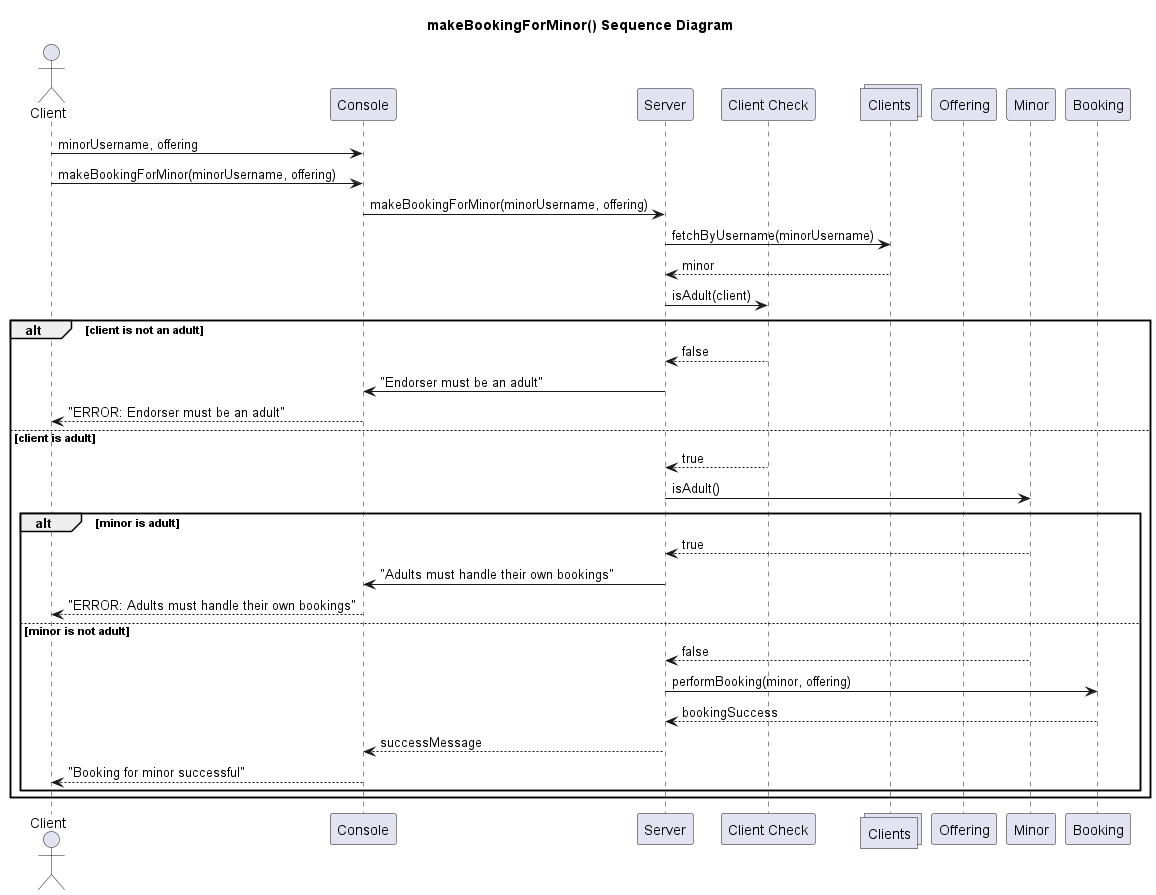 makeBookingForMinor() Sequence Diagram
Client
Console
Server
Client Check
Clients
Offering
Minor
Booking
minorUsername, offering
makeBookingForMinor(minorUsername, offering)
makeBookingForMinor(minorUsername, offering)
fetchByUsername(minorUsername)
minor
isAdult(client)
alt [client is not an adult]
false
"Endorser must be an adult"
"ERROR: Endorser must be an adult"
[client is adult]
true
isAdult()
alt [minor is adult]
true
"Adults must handle their own bookings"
"ERROR: Adults must handle their own bookings"
[minor is not adult]
false
performBooking(minor, offering)
bookingSuccess
successMessage
"Booking for minor successful"
Client
Console
Server
Client Check
Clients
Offering
Minor
Booking